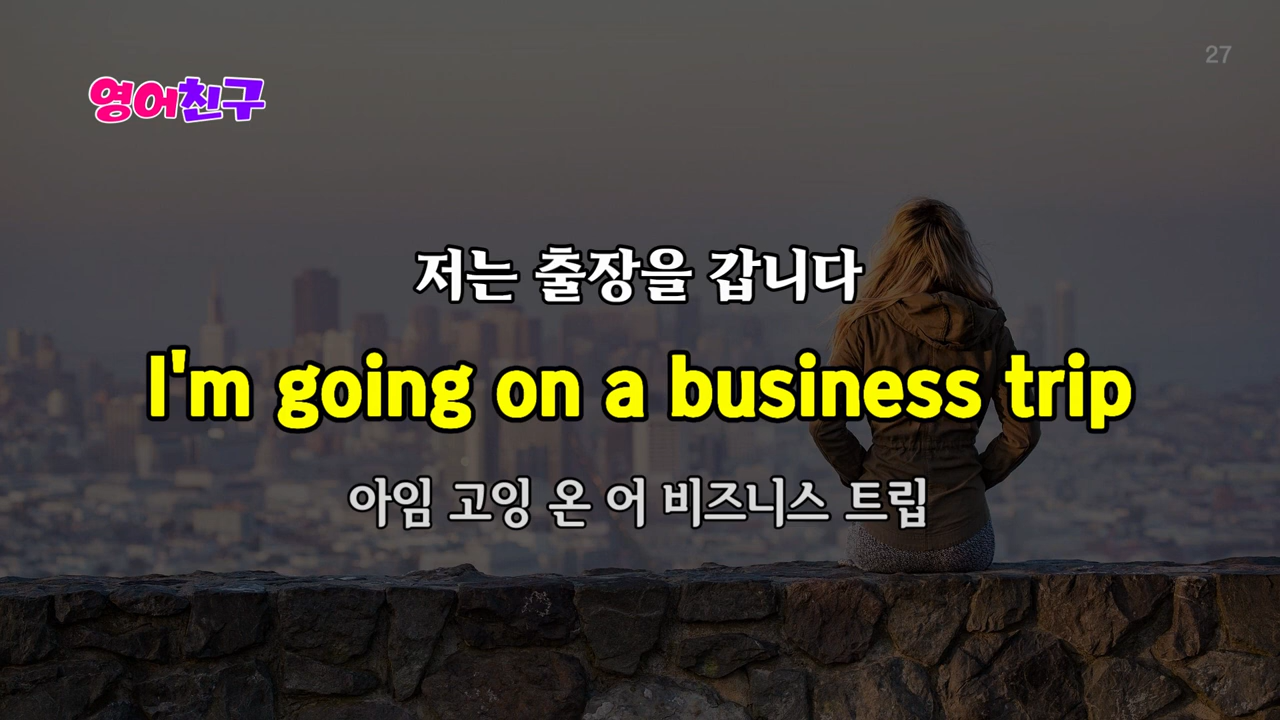 27
영어친구
저는 출장을 갑니다
I'm going on a business trip
아임 고잉 온 어 비즈니스 트립